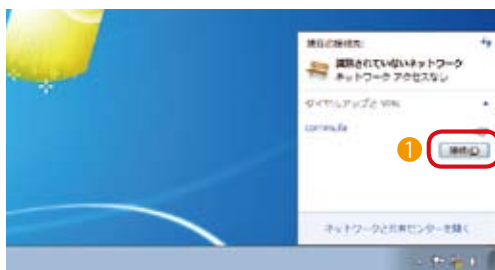 現在の接続先:
識別されていないネットワーク
ネットワーク アクセスなし
ダイヤルアップと VPN
commufa
1
接続(C)
ネットワークと共有センターを開く